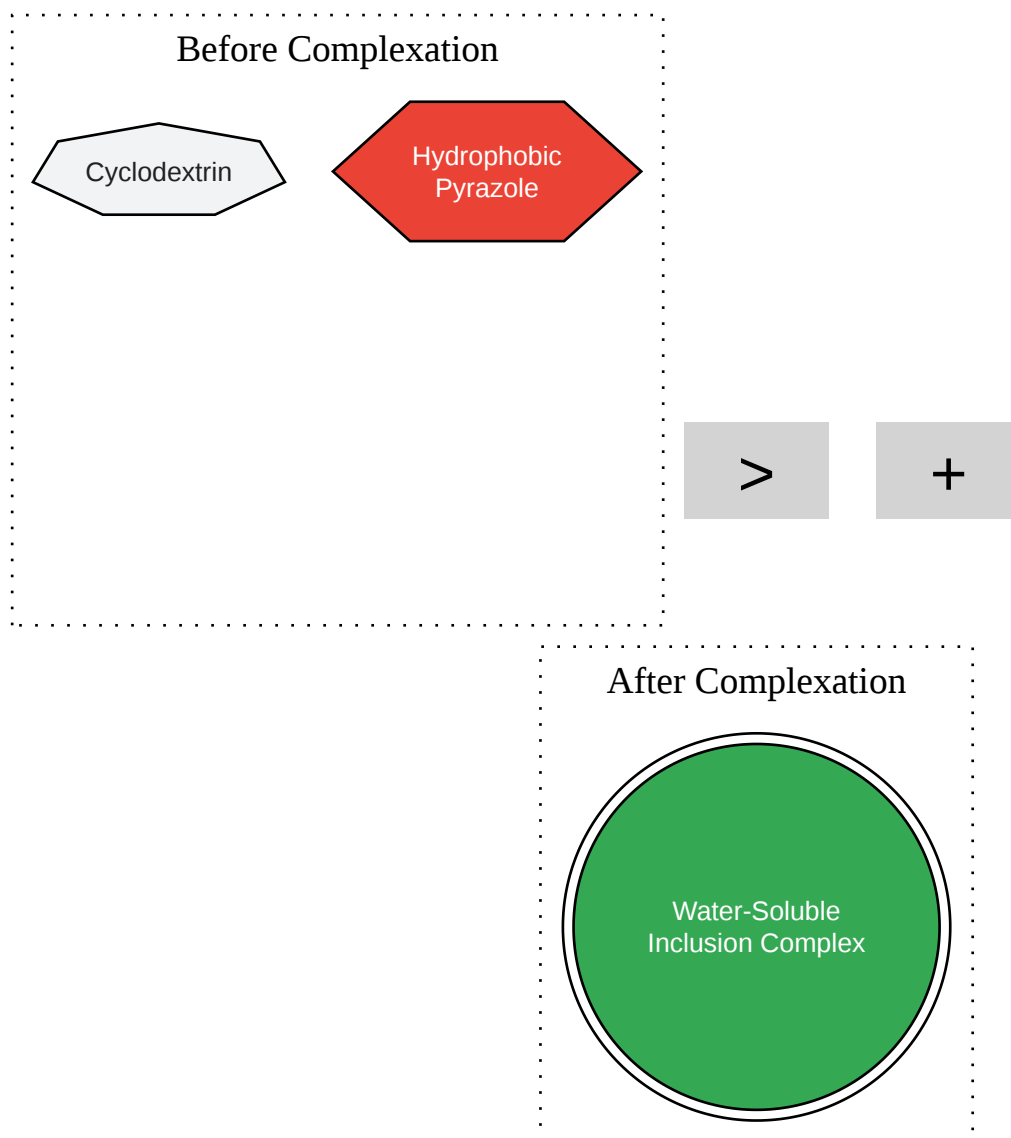 Before Complexation
Cyclodextrin
Hydrophobic
Pyrazole
>
+
After Complexation
Water-Soluble
Inclusion Complex